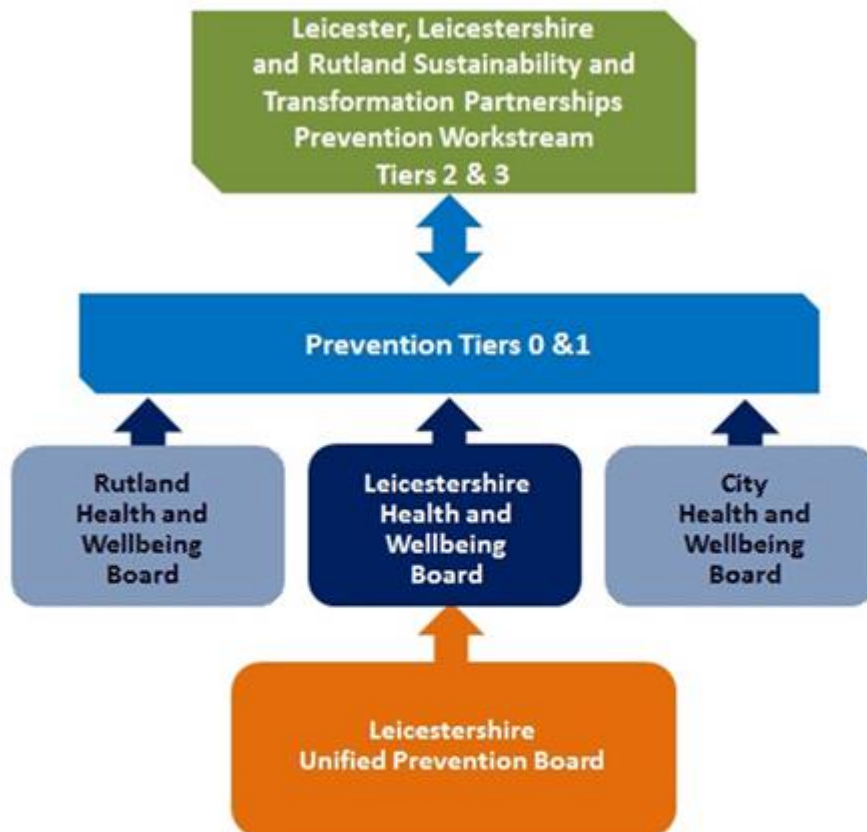 Leicester, Leicestershire
and Rutland Sustainability and
Transformation Partnerships
Prevention Workstream
Tiers 2 & 3
Prevention Tiers 0 &1
Rutland
Health and
Wellbeing
Board
Leicestershire
Health and
Wellbeing
Board
City
Health and
Wellbeing
Board
Leicestershire
Unified Prevention Board